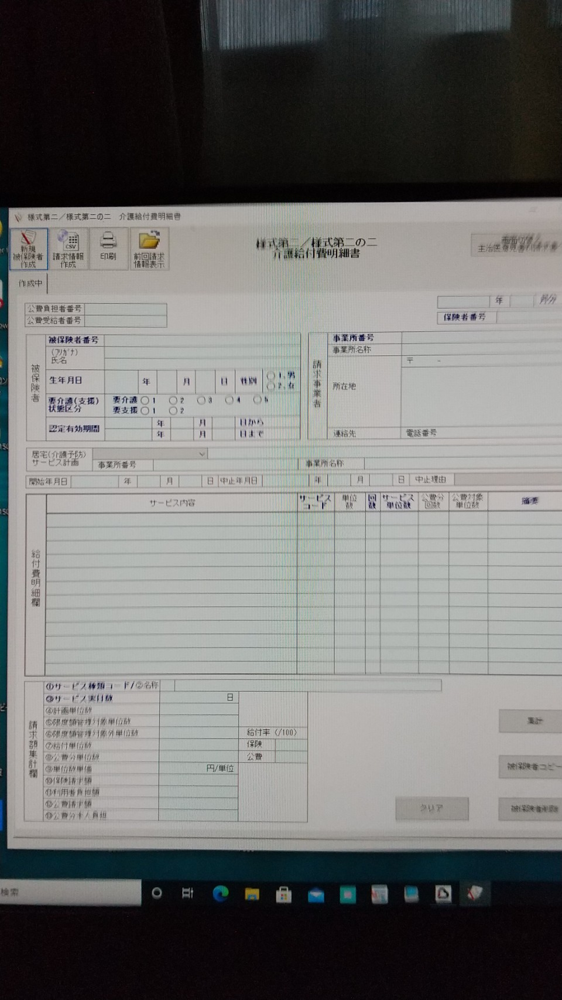 様式第二／様式第二の二　介護給付費明細書
新規
被保険者
作成
請求情報
作成
CSV
印刷
前回請求
情報表示
様式第二／様式第二の二
介護給付費明細書
画面切替
主治医意見書
作成中
公費負担者番号
公費受給者番号
年
月分
保険者番号
被保険者
被保険者番号
(フリガナ)
氏名
生年月日 年 月 日 性別 1.男
2.女
要介護(支援)
状態区分
要介護 1 2 3 4 5
要支援 1 2
認定有効期間
年 月 日から
年 月 日まで
請求事業者
事業所番号
事業所名称
〒 -
所在地
連絡先 電話番号
居宅(介護予防)
サービス計画
事業所番号 事業所名称
開始年月日 年 月 日 中止年月日 年 月 日 中止理由
給付費明細欄
サービス内容
サービス
コード
単位
数
回
数
サービス
単位数
公費分
回数
公費対象
単位数
摘要
請求額集計欄
①サービス種類コード/②名称
③サービス実日数 日
④計画単位数
⑤限度額管理対象単位数
⑥限度額管理対象外単位数 給付率（/100）
⑦給付単位数 保険
⑧公費分単位数 公費
⑨単位数単価 円/単位
⑩保険請求額
⑪利用者負担額
⑫公費請求額
⑬公費分本人負担
集計
被保険者コピー
クリア
被保険者削除
検索